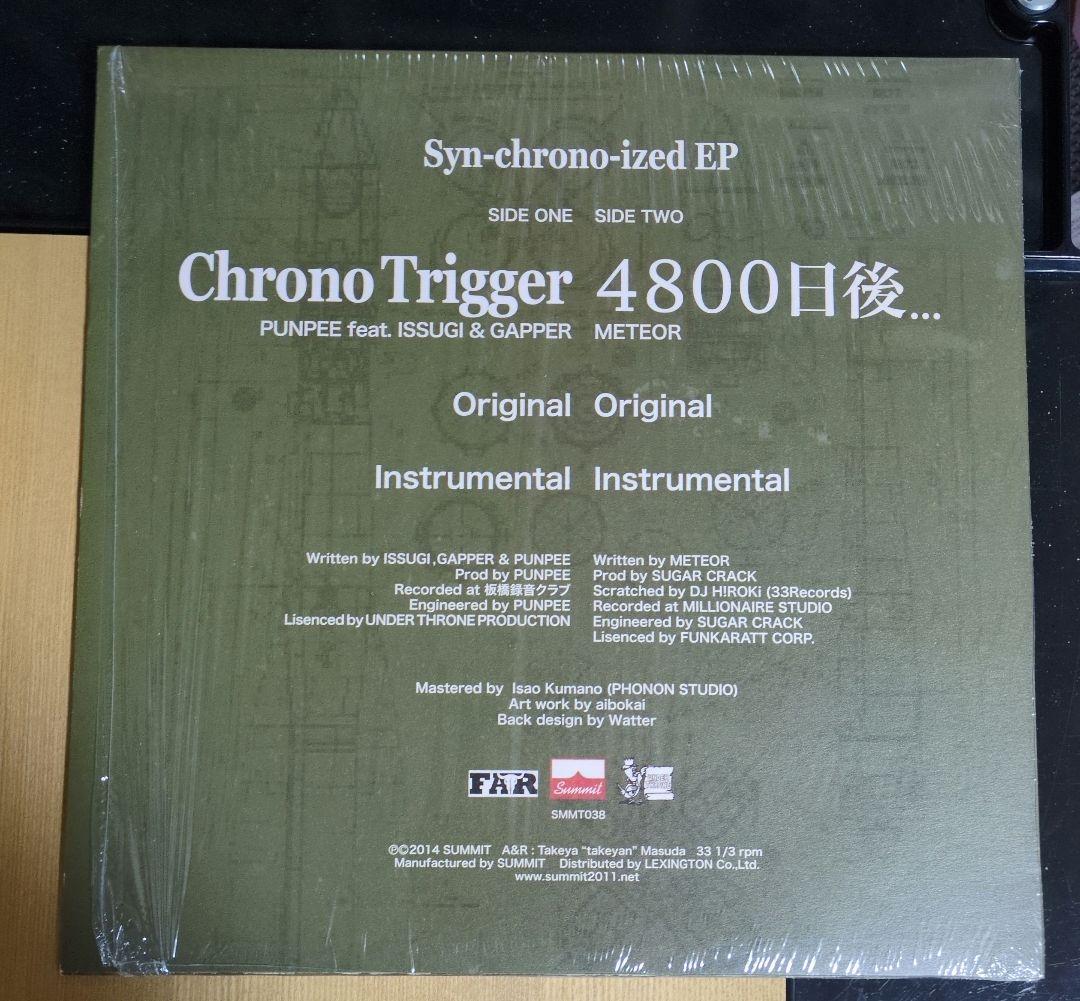 Syn-chrono-ized EP
SIDE ONE SIDE TWO
Chrono Trigger 4800日後...
PUNPEE feat. ISSUGI & GAPPER METEOR
Original Original
Instrumental Instrumental
Written by ISSUGI,GAPPER & PUNPEE
Prod by PUNPEE
Recorded at 板橋録音クラブ
Engineered by PUNPEE
Lisenced by UNDER THRONE PRODUCTION
Written by METEOR
Prod by SUGAR CRACK
Scratched by DJ H!ROKi (33Records)
Recorded at MILLIONAIRE STUDIO
Engineered by SUGAR CRACK
Lisenced by FUNKARATT CORP.
Mastered by Isao Kumano (PHONON STUDIO)
Art work by aibokai
Back design by Watter
FAR Summit UNDER THRONE
SMMT038
℗©2014 SUMMIT A&R : Takeya "takeyan" Masuda 33 1/3 rpm
Manufactured by SUMMIT Distributed by LEXINGTON Co.,Ltd.
www.summit2011.net